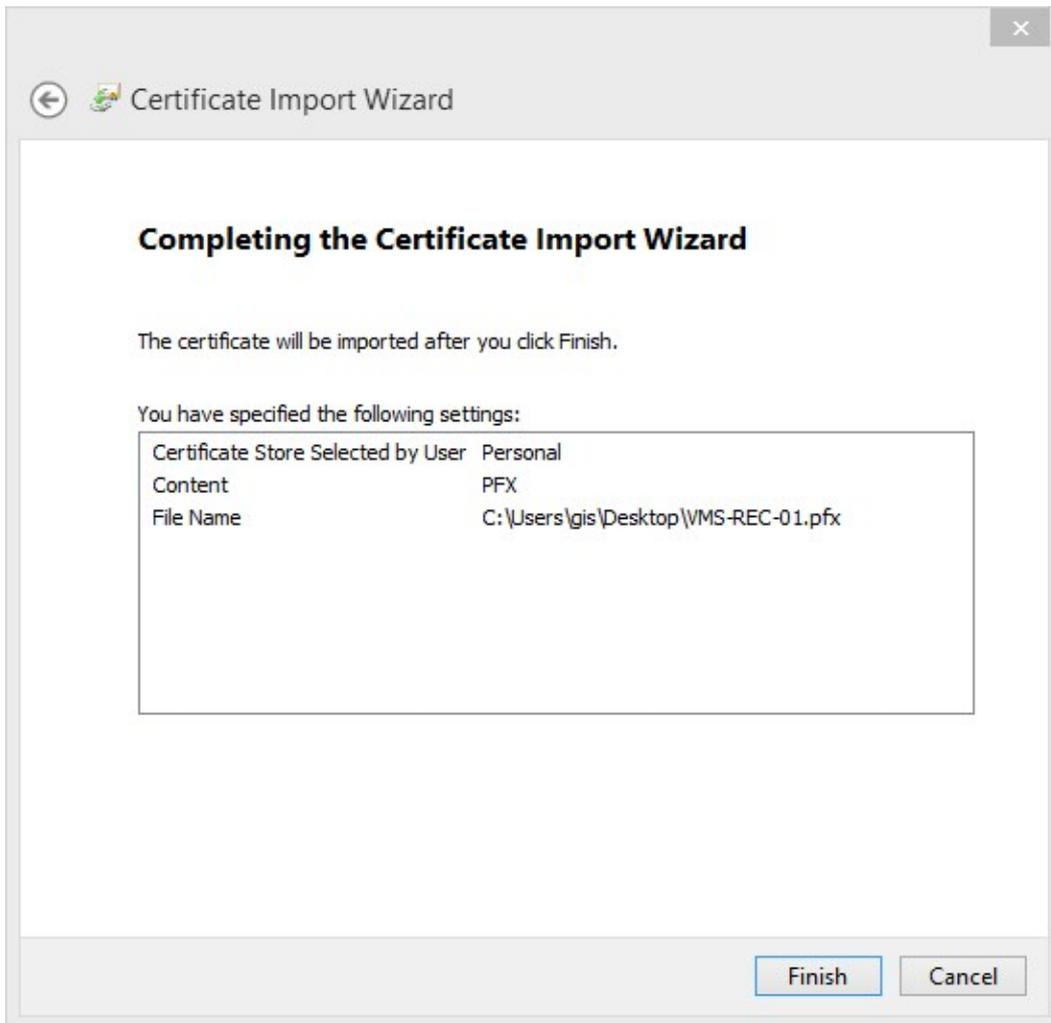 Certificate Import Wizard
Completing the Certificate Import Wizard
The certificate will be imported after you click Finish.
You have specified the following settings:
Certificate Store Selected by User Personal
Content PFX
File Name C:\Users\gis\Desktop\VMS-REC-01.pfx
Finish Cancel